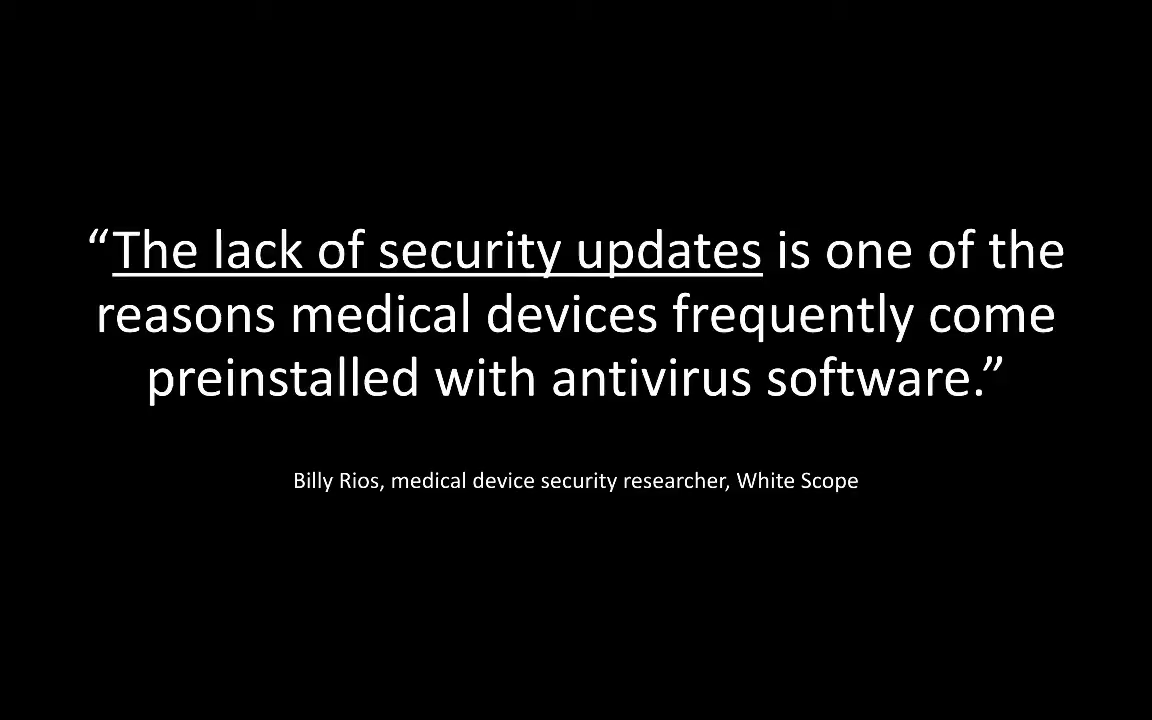 “The lack of security updates is one of the
reasons medical devices frequently come
preinstalled with antivirus software.”
Billy Rios, medical device security researcher, White Scope